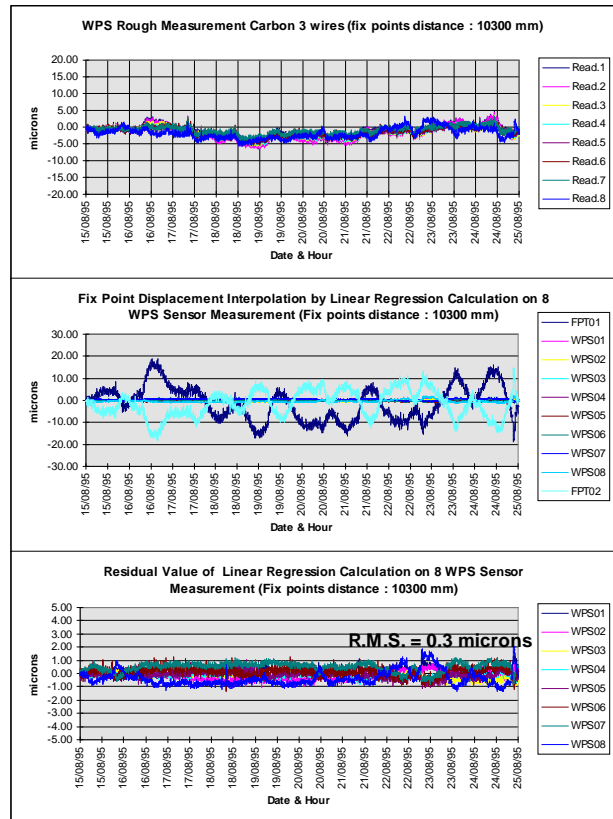 WPS Rough Measurement Carbon 3 wires (fix points distance : 10300 mm)
20.00
15.00
10.00
5.00
0.00
-5.00
-10.00
-15.00
-20.00
microns
15/08/95
15/08/95
16/08/95
16/08/95
17/08/95
17/08/95
18/08/95
18/08/95
19/08/95
19/08/95
20/08/95
20/08/95
21/08/95
21/08/95
22/08/95
22/08/95
23/08/95
23/08/95
24/08/95
24/08/95
25/08/95
Date & Hour
Read.1
Read.2
Read.3
Read.4
Read.5
Read.6
Read.7
Read.8
Fix Point Displacement Interpolation by Linear Regression Calculation on 8
WPS Sensor Measurement (Fix points distance : 10300 mm)
30.00
20.00
10.00
0.00
-10.00
-20.00
-30.00
microns
15/08/95
15/08/95
16/08/95
16/08/95
17/08/95
17/08/95
18/08/95
18/08/95
19/08/95
19/08/95
20/08/95
20/08/95
21/08/95
21/08/95
22/08/95
22/08/95
23/08/95
23/08/95
24/08/95
24/08/95
25/08/95
Date & Hour
FPT01
WPS01
WPS02
WPS03
WPS04
WPS05
WPS06
WPS07
WPS08
FPT02
Residual Value of Linear Regression Calculation on 8 WPS Sensor
Measurement (Fix points distance : 10300 mm)
5.00
4.00
3.00
2.00
1.00
0.00
-1.00
-2.00
-3.00
-4.00
-5.00
microns
R.M.S. = 0.3 microns
15/08/95
15/08/95
16/08/95
16/08/95
17/08/95
17/08/95
18/08/95
18/08/95
19/08/95
19/08/95
20/08/95
20/08/95
21/08/95
21/08/95
22/08/95
22/08/95
23/08/95
23/08/95
24/08/95
24/08/95
25/08/95
Date & Hour
WPS01
WPS02
WPS03
WPS04
WPS05
WPS06
WPS07
WPS08